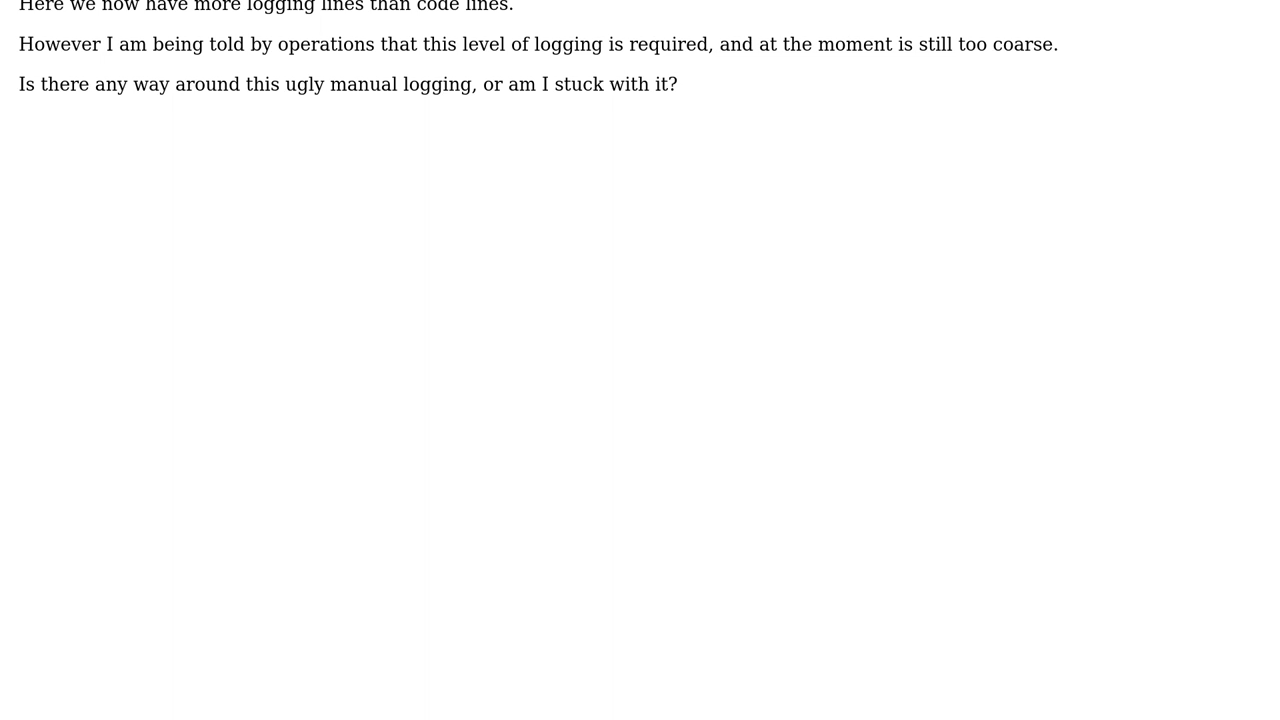 Here we now have more logging lines than code lines.
However I am being told by operations that this level of logging is required, and at the moment is still too coarse.
Is there any way around this ugly manual logging, or am I stuck with it?